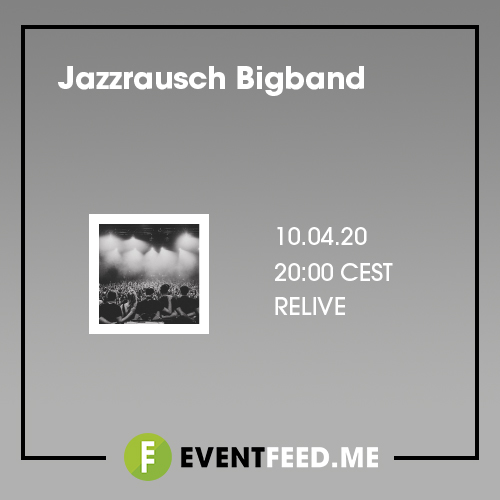 Jazzrausch Bigband
10.04.20
20:00 CEST
RELIVE
F EVENTFEED.ME